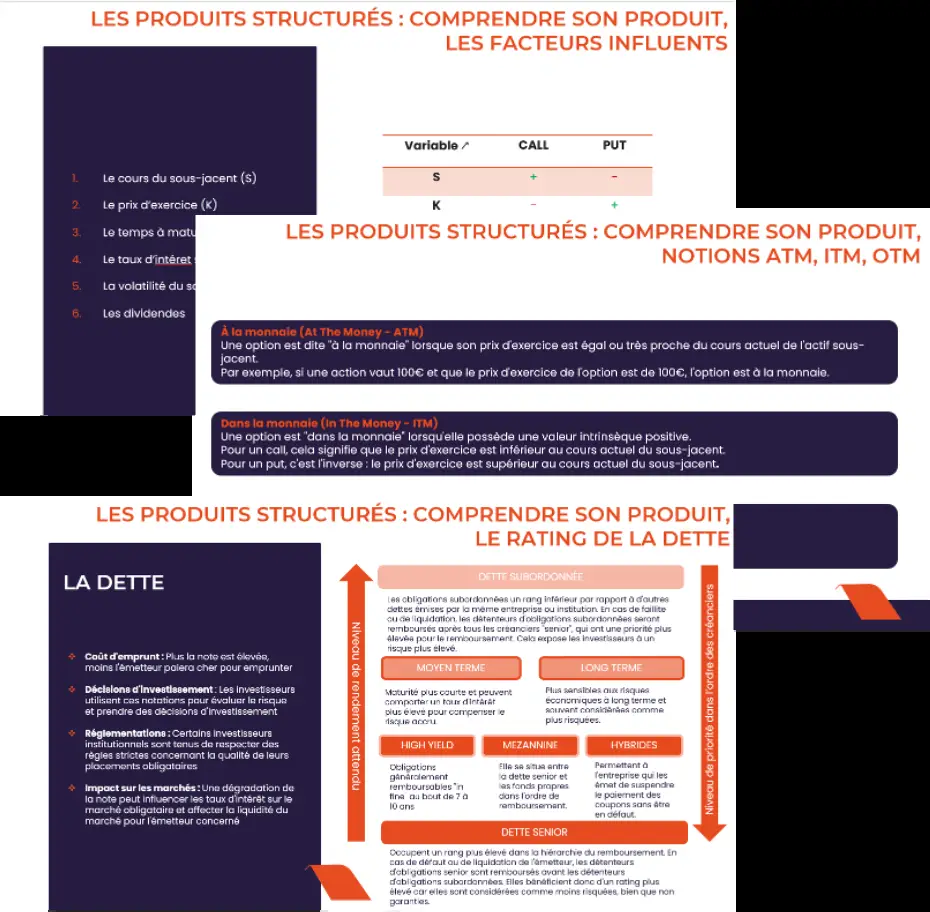 LES PRODUITS STRUCTURÉS : COMPRENDRE SON PRODUIT,
LES FACTEURS INFLUENTS
1. Le cours du sous-jacent (S)
2. Le prix d'exercice (K)
3. Le temps à matu
4. Le taux d'intéret
5. La volatilité du
6. Les dividendes
Variable ↗ CALL PUT
S + -
K - +
LES PRODUITS STRUCTURÉS : COMPRENDRE SON PRODUIT,
NOTIONS ATM, ITM, OTM
À la monnaie (At The Money - ATM)
Une option est dite "à la monnaie" lorsque son prix d'exercice est égal ou très proche du cours actuel de l'actif sous-
jacent.
Par exemple, si une action vaut 100€ et que le prix d'exercice de l'option est de 100€, l'option est à la monnaie.
Dans la monnaie (In The Money - ITM)
Une option est "dans la monnaie" lorsqu'elle possède une valeur intrinsèque positive.
Pour un call, cela signifie que le prix d'exercice est inférieur au cours actuel du sous-jacent.
Pour un put, c'est l'inverse : le prix d'exercice est supérieur au cours actuel du sous-jacent.
LES PRODUITS STRUCTURÉS : COMPRENDRE SON PRODUIT,
LE RATING DE LA DETTE
LA DETTE
Coût d'emprunt : Plus la note est élevée,
moins l'émetteur paiera cher pour emprunter
Décisions d'investissement : Les investisseurs
utilisent ces notations pour évaluer le risque
et prendre des décisions d'investissement
Réglementations : Certains investisseurs
institutionnels sont tenus de respecter des
règles strictes concernant la qualité de leurs
placements obligataires
Impact sur les marchés : Une dégradation de
la note peut influencer les taux d'intérêt sur le
marché obligataire et affecter la liquidité du
marché pour l'émetteur concerné
Niveau de rendement attendu
DETTE SUBORDONNÉE
Les obligations subordonnées un rang inférieur par rapport à d'autres
dettes émises par la même entreprise ou institution. En cas de faillite
ou de liquidation, les détenteurs d'obligations subordonnées seront
remboursés après tous les créanciers "senior", qui ont une priorité plus
élevée pour le remboursement. Cela expose les investisseurs à un
risque plus élevé.
MOYEN TERME
Maturité plus courte et peuvent
comporter un taux d'intérêt
plus élevé pour compenser le
risque accru.
LONG TERME
Plus sensibles aux risques
économiques à long terme et
souvent considérées comme
plus risquées.
HIGH YIELD
Obligations
généralement
remboursables "in
fine au bout de 7 à
10 ans
MEZANNINE
Elle se situe entre
la dette senior et
les fonds propres
dans l'ordre de
remboursement.
HYBRIDES
Permettent à
l'entreprise qui les
émet de suspendre
le paiement des
coupons sans être
en défaut.
DETTE SENIOR
Occupent un rang plus élevé dans la hiérarchie du remboursement. En
cas de défaut ou de liquidation de l'émetteur, les détenteurs
d'obligations senior sont remboursés avant les détenteurs
d'obligations subordonnées. Elles bénéficient donc d'un rating plus
élevé car elles sont considérées comme moins risquées, bien que non
garanties.
Niveau de priorité dans l'ordre des créanciers